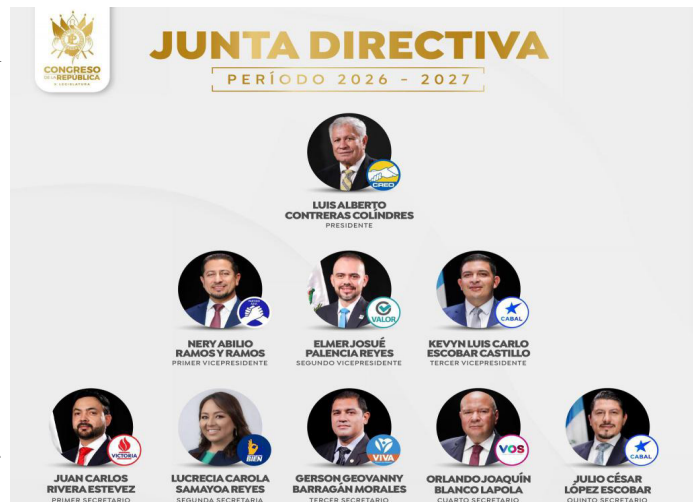 CONGRESO
DE LA REPÚBLICA
X LEGISLATURA
JUNTA DIRECTIVA
PERÍODO 2026 - 2027
CREO
LUIS ALBERTO
CONTRERAS COLÍNDRES
PRESIDENTE
VALOR
CABAL
NERY ABILIO
RAMOS Y RAMOS
PRIMER VICEPRESIDENTE
ELMER JOSUÉ
PALENCIA REYES
SEGUNDO VICEPRESIDENTE
KEVYN LUIS CARLO
ESCOBAR CASTILLO
TERCER VICEPRESIDENTE
VICTORIA
BIEN
VIVA
VOS
CABAL
JUAN CARLOS
RIVERA ESTEVEZ
PRIMER SECRETARIO
LUCRECIA CAROLA
SAMAYOA REYES
SEGUNDA SECRETARIA
GERSON GEOVANNY
BARRAGÁN MORALES
TERCER SECRETARIO
ORLANDO JOAQUÍN
BLANCO LAPOLA
CUARTO SECRETARIO
JULIO CÉSAR
LÓPEZ ESCOBAR
QUINTO SECRETARIO